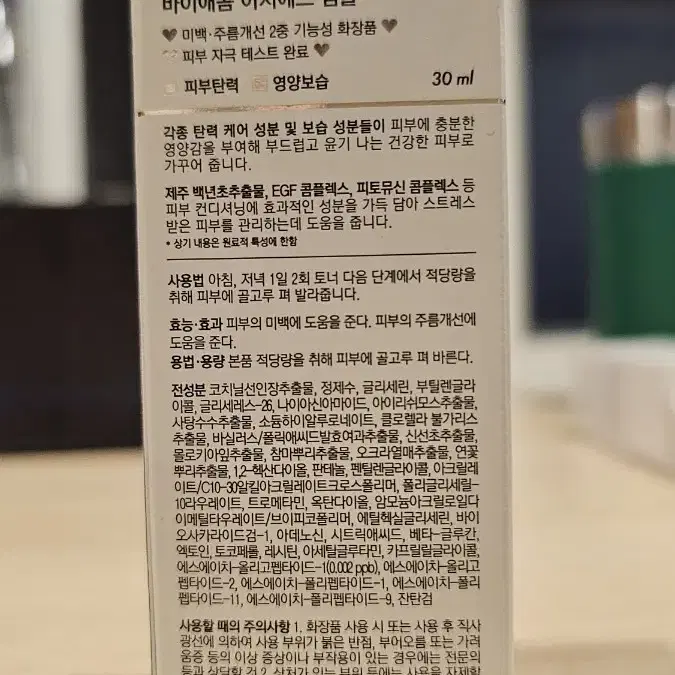 바이애콤 이지에프 앰플
미백·주름개선 2중 기능성 화장품
피부 자극 테스트 완료
피부탄력 영양보습 30 ml
각종 탄력 케어 성분 및 보습 성분들이 피부에 충분한
영양감을 부여해 부드럽고 윤기 나는 건강한 피부로
가꾸어 줍니다.
제주 백년초추출물, EGF 콤플렉스, 피토뮤신 콤플렉스 등
피부 컨디셔닝에 효과적인 성분을 가득 담아 스트레스
받은 피부를 관리하는데 도움을 줍니다.
* 상기 내용은 원료적 특성에 한함
사용법 아침, 저녁 1일 2회 토너 다음 단계에서 적당량을
취해 피부에 골고루 펴 발라줍니다.
효능·효과 피부의 미백에 도움을 준다. 피부의 주름개선에
도움을 준다.
용법·용량 본품 적당량을 취해 피부에 골고루 펴 바른다.
전성분 코치닐선인장추출물, 정제수, 글리세린, 부틸렌글라
이콜, 글리세레스-26, 나이아신아마이드, 아이리쉬모스추출물,
사탕수수추출물, 소듐하이알루로네이트, 클로렐라 불가리스
추출물, 바실러스/폴릭애씨드발효여과추출물, 신선초추출물,
몰로키아잎추출물, 참마뿌리추출물, 오크라열매추출물, 연꽃
뿌리추출물, 1,2-헥산다이올, 판테놀, 펜틸렌글라이콜, 아크릴레
이트/C10-30알킬아크릴레이트크로스폴리머, 폴리글리세릴-
10라우레이트, 트로메타민, 옥탄다이올, 암모늄아크릴로일다
이메틸타우레이트/브이피코폴리머, 에틸헥실글리세린, 바이
오사카라이드검-1, 아데노신, 시트릭애씨드, 베타-글루칸,
엑토인, 토코페롤, 레시틴, 아세틸글루타민, 카프릴릴글라이콜,
에스에이치-올리고펩타이드-1(0.002 ppb), 에스에이치-올리고
펩타이드-2, 에스에이치-폴리펩타이드-1, 에스에이치-폴리
펩타이드-11, 에스에이치-폴리펩타이드-9, 잔탄검
사용할 때의 주의사항 1. 화장품 사용 시 또는 사용 후 직사
광선에 의하여 사용 부위가 붉은 반점, 부어오름 또는 가려
움증 등의 이상 증상이나 부작용이 있는 경우에는 전문의
등과 상담할 것 2. 상처가 있는 부위 등에는 사용을 자제할